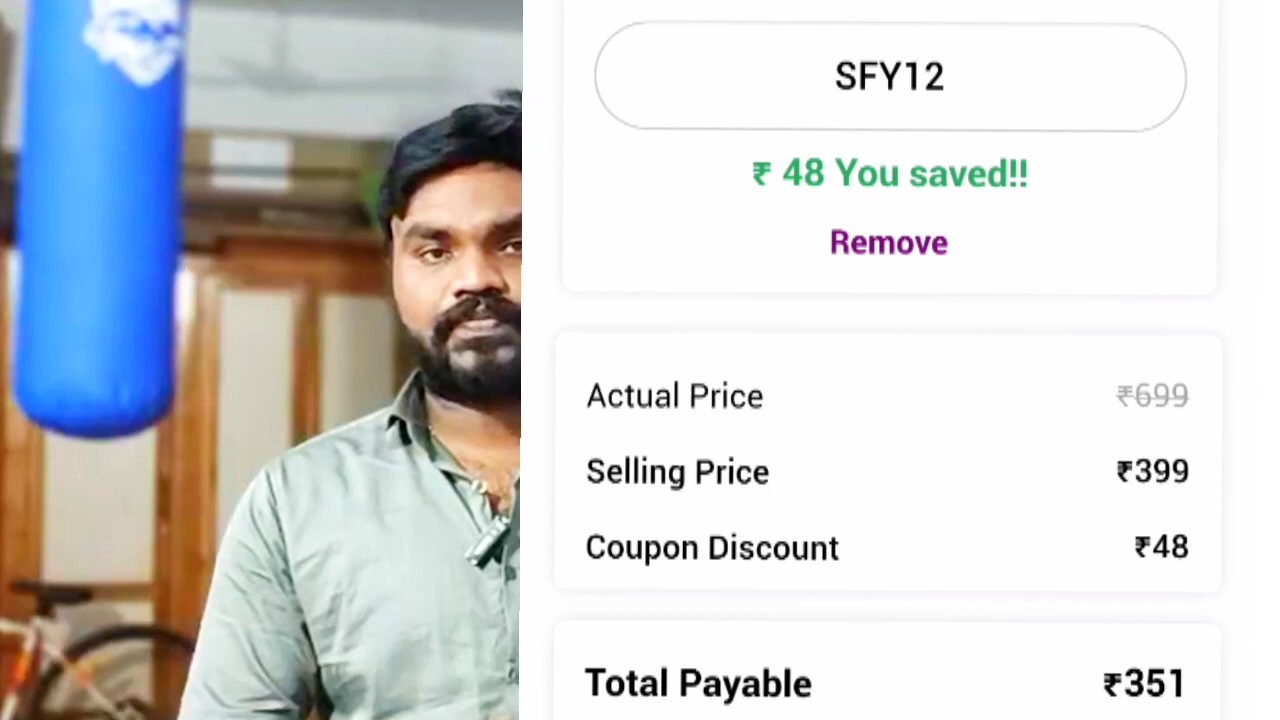 SFY12
₹ 48 You saved!!
Remove
Actual Price ₹699
Selling Price ₹399
Coupon Discount ₹48
Total Payable ₹351